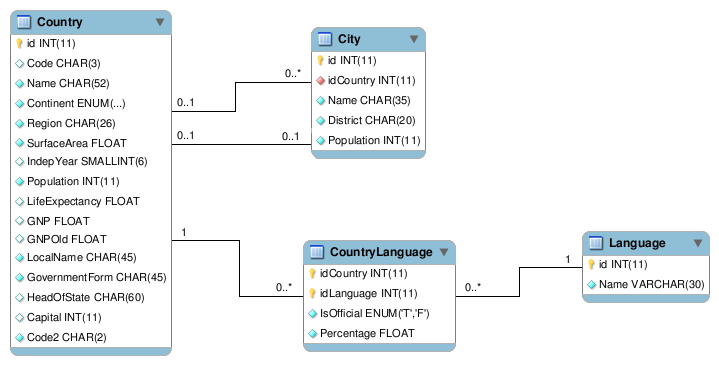 Country
id INT(11)
Code CHAR(3)
Name CHAR(52)
Continent ENUM(...)
Region CHAR(26)
SurfaceArea FLOAT
IndepYear SMALLINT(6)
Population INT(11)
LifeExpectancy FLOAT
GNP FLOAT
GNPOld FLOAT
LocalName CHAR(45)
GovernmentForm CHAR(45)
HeadOfState CHAR(60)
Capital INT(11)
Code2 CHAR(2)
0..1
0..*
0..1
0..1
City
id INT(11)
idCountry INT(11)
Name CHAR(35)
District CHAR(20)
Population INT(11)
1
0..*
CountryLanguage
idCountry INT(11)
idLanguage INT(11)
IsOfficial ENUM('T','F')
Percentage FLOAT
0..*
1
Language
id INT(11)
Name VARCHAR(30)